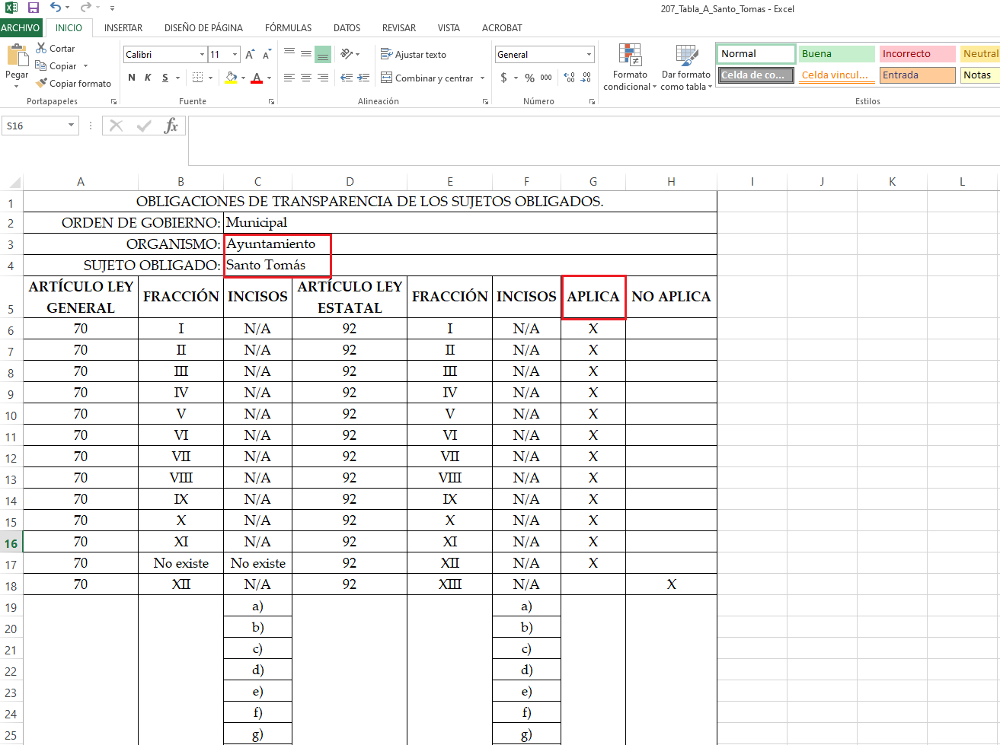 207_Tabla_A_Santo_Tomas - Excel
ARCHIVO INICIO INSERTAR DISEÑO DE PÁGINA FÓRMULAS DATOS REVISAR VISTA ACROBAT
Pegar
Cortar
Copiar
Copiar formato
Portapapeles
Calibri 11
N K S
Fuente
Ajustar texto
Combinar y centrar
Alineación
General
$ % 000
Número
Formato condicional
Dar formato como tabla
Normal Buena Incorrecto Neutral
Celda de co... Celda vincul... Entrada Notas
Estilos
S16 fx
A B C D E F G H I J K L
1 OBLIGACIONES DE TRANSPARENCIA DE LOS SUJETOS OBLIGADOS.
2 ORDEN DE GOBIERNO: Municipal
3 ORGANISMO: Ayuntamiento
4 SUJETO OBLIGADO: Santo Tomás
5 ARTÍCULO LEY GENERAL FRACCIÓN INCISOS ARTÍCULO LEY ESTATAL FRACCIÓN INCISOS APLICA NO APLICA
6 70 I N/A 92 I N/A X
7 70 II N/A 92 II N/A X
8 70 III N/A 92 III N/A X
9 70 IV N/A 92 IV N/A X
10 70 V N/A 92 V N/A X
11 70 VI N/A 92 VI N/A X
12 70 VII N/A 92 VII N/A X
13 70 VIII N/A 92 VIII N/A X
14 70 IX N/A 92 IX N/A X
15 70 X N/A 92 X N/A X
16 70 XI N/A 92 XI N/A X
17 70 No existe No existe 92 XII N/A X
18 70 XII N/A 92 XIII N/A X
19 a) a)
20 b) b)
21 c) c)
22 d) d)
23 e) e)
24 f) f)
25 g) g)